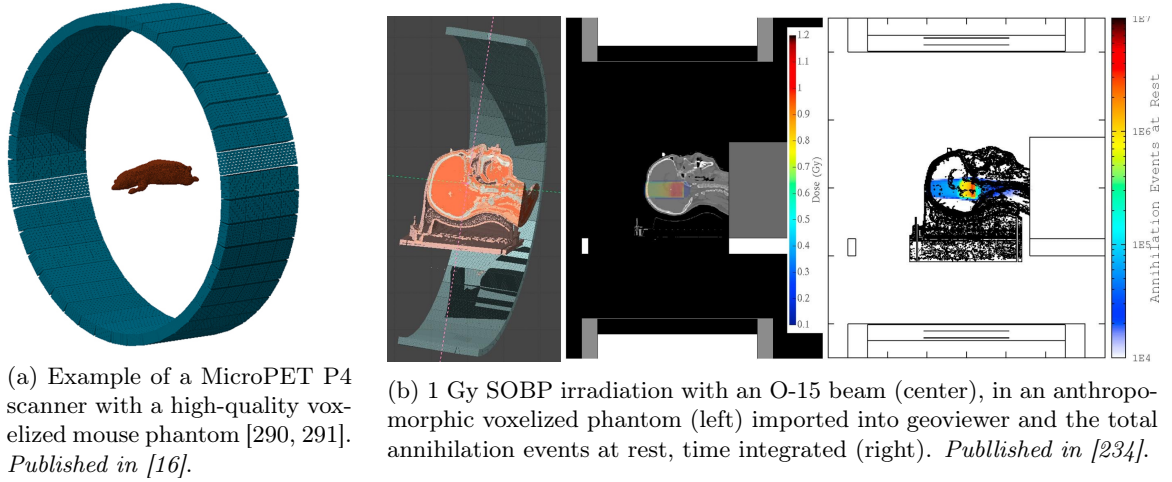 1.2
1.1
1
0.9
0.8
0.7
0.6
0.5
0.4
0.3
0.2
0.1
Dose (Gy)
1E7
1E6
1E5
1E4
Annihilation Events at Rest
(a) Example of a MicroPET P4
scanner with a high-quality vox-
elized mouse phantom [290, 291].
Published in [16].
(b) 1 Gy SOBP irradiation with an O-15 beam (center), in an anthropo-
morphic voxelized phantom (left) imported into geoviewer and the total
annihilation events at rest, time integrated (right). Publlished in [234].